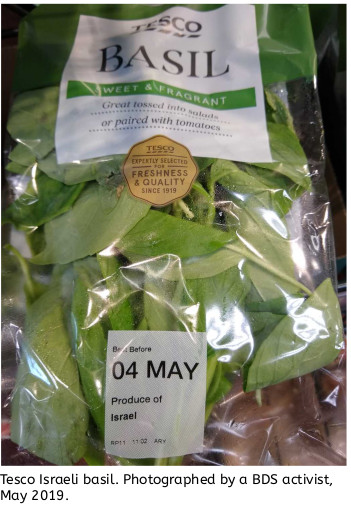 TESCO
BASIL
SWEET & FRAGRANT
Great tossed into salads
or paired with tomatoes
TESCO
EXPERTLY SELECTED
FOR
FRESHNESS
& QUALITY
SINCE 1919
Best Before
04 MAY
Produce of
Israel
11:02
Tesco Israeli basil. Photographed by a BDS activist,
May 2019.